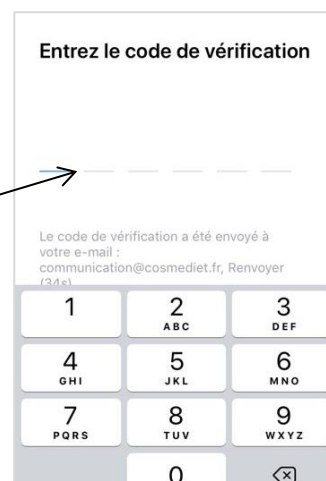 Entrez le code de vérification
Le code de vérification a été envoyé à
votre e-mail :
communication@cosmediet.fr, Renvoyer
(34s)
1 2 3
ABC DEF
4 5 6
GHI JKL MNO
7 8 9
PQRS TUV WXYZ
0